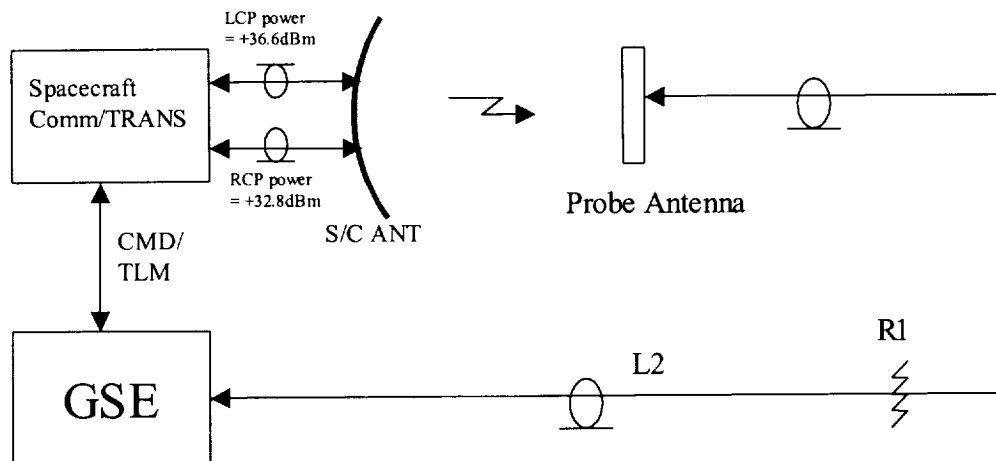 LCP power
= +36.6dBm
Spacecraft
Comm/TRANS
RCP power
= +32.8dBm
S/C ANT
Probe Antenna
CMD/
TLM
GSE
L2
R1